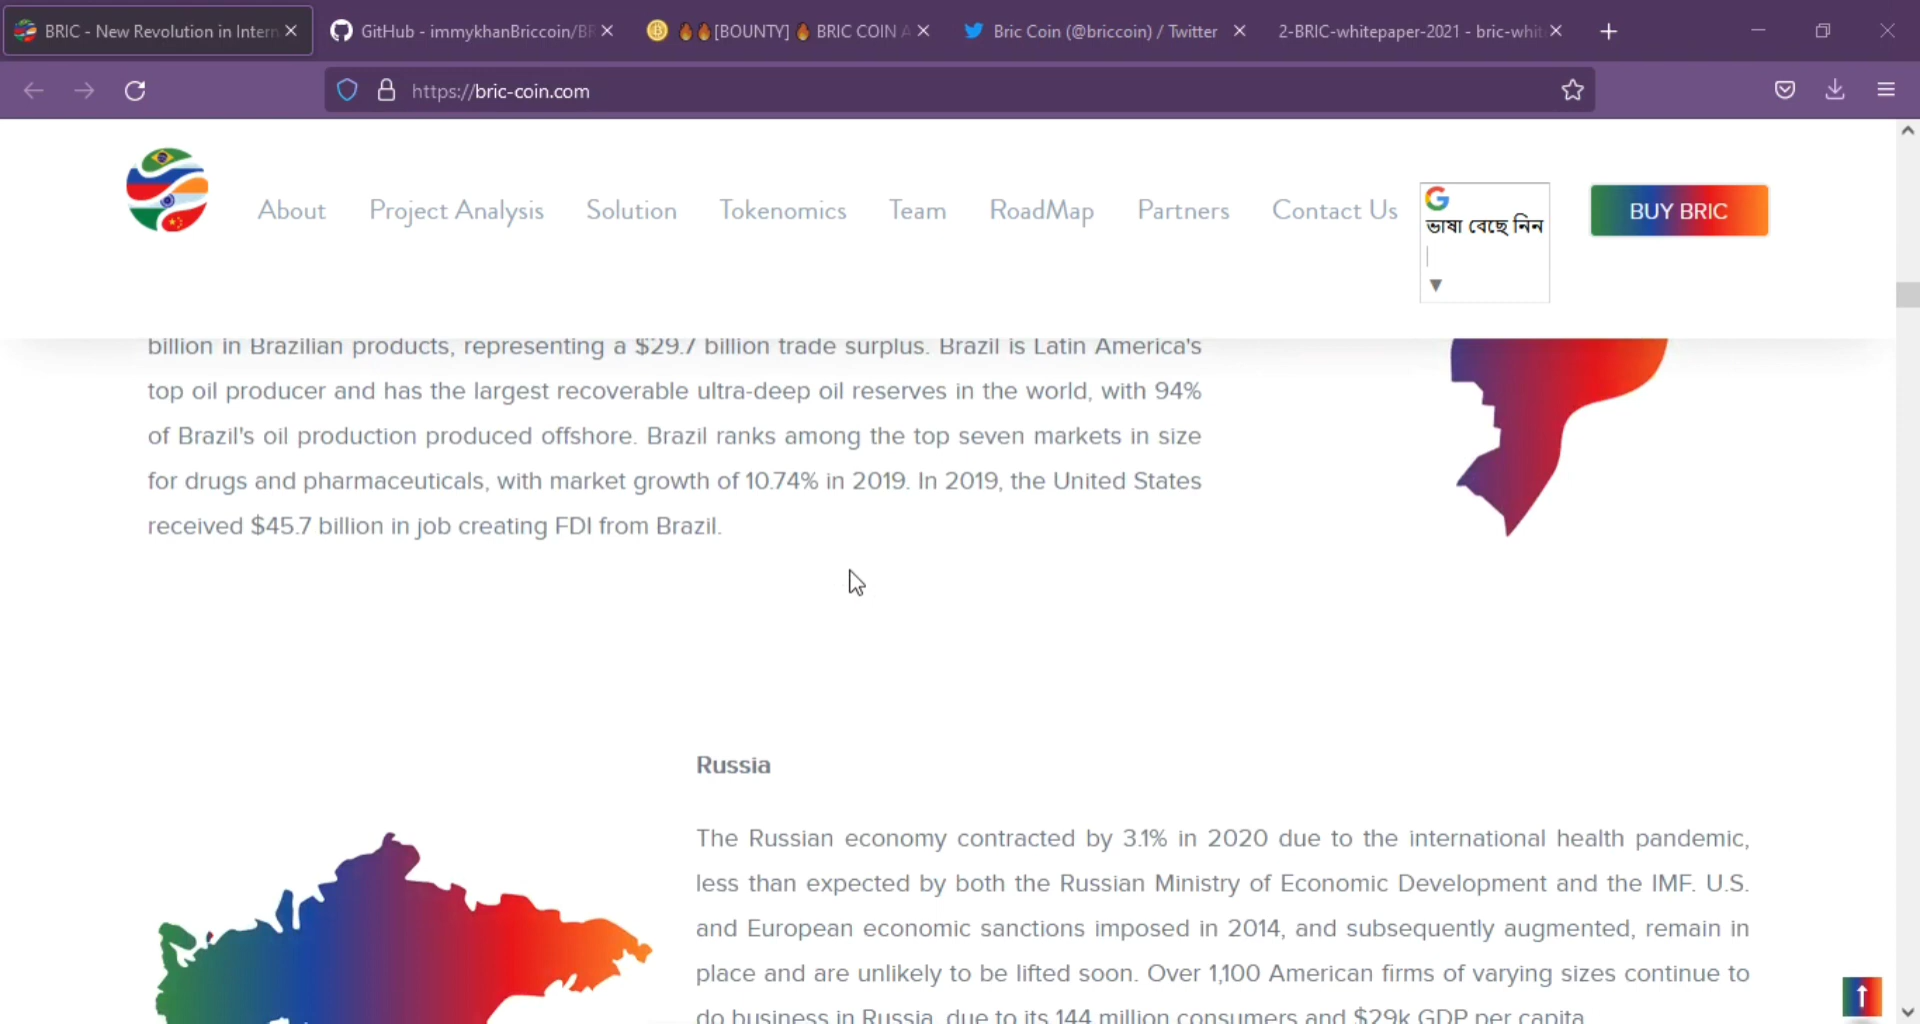 BRIC - New Revolution in Intern
GitHub - immykhanBriccoin/BR
[BOUNTY] BRIC COIN A
Bric Coin (@briccoin) / Twitter
2-BRIC-whitepaper-2021 - bric-whit
https://bric-coin.com
About Project Analysis Solution Tokenomics Team RoadMap Partners Contact Us
ভাষা বেছে নিন
▼
BUY BRIC
billion in Brazilian products, representing a $29.7 billion trade surplus. Brazil is Latin America's
top oil producer and has the largest recoverable ultra-deep oil reserves in the world, with 94%
of Brazil's oil production produced offshore. Brazil ranks among the top seven markets in size
for drugs and pharmaceuticals, with market growth of 10.74% in 2019. In 2019, the United States
received $45.7 billion in job creating FDI from Brazil.
Russia
The Russian economy contracted by 3.1% in 2020 due to the international health pandemic,
less than expected by both the Russian Ministry of Economic Development and the IMF. U.S.
and European economic sanctions imposed in 2014, and subsequently augmented, remain in
place and are unlikely to be lifted soon. Over 1,100 American firms of varying sizes continue to
do business in Russia, due to its 144 million consumers and $29k GDP per capita